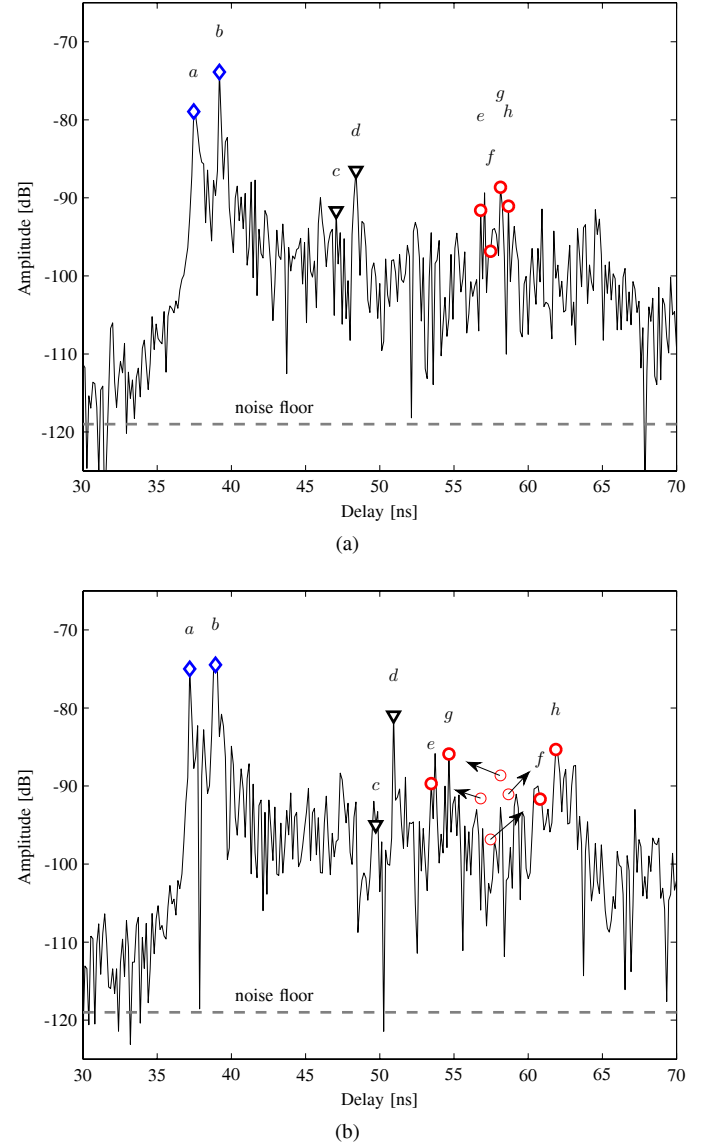 -70
-80
-90
-100
-110
-120
Amplitude [dB]
a
b
c
d
e
f
g
h
noise floor
30 35 40 45 50 55 60 65 70
Delay [ns]
(a)
-70
-80
-90
-100
-110
-120
Amplitude [dB]
a
b
c
d
e
g
f
h
noise floor
30 35 40 45 50 55 60 65 70
Delay [ns]
(b)